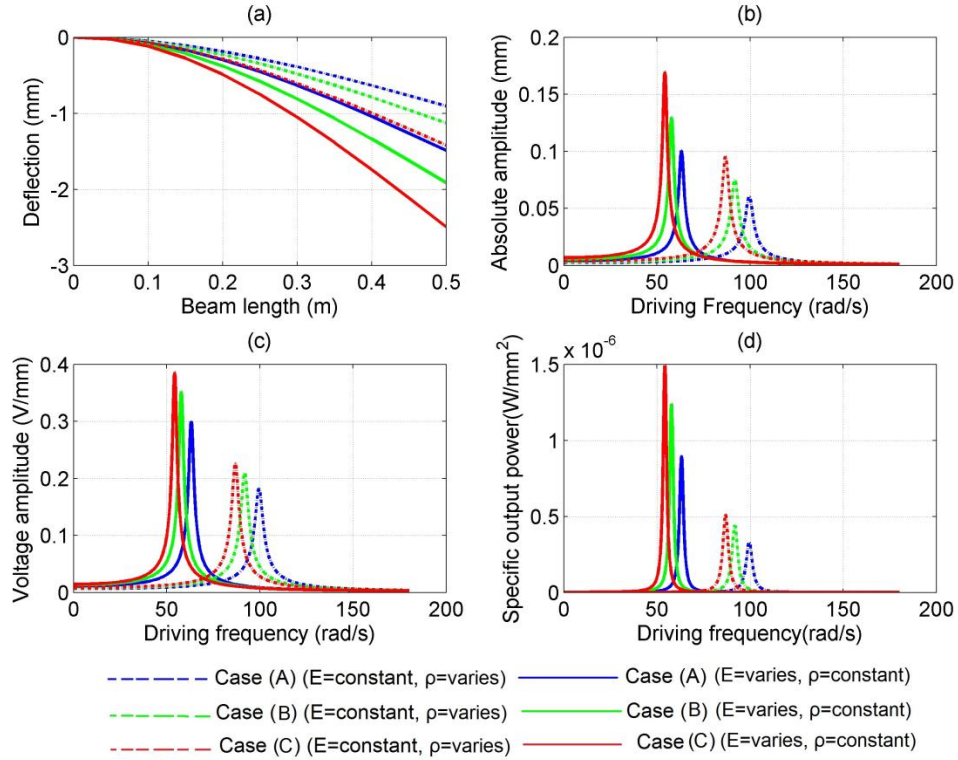 (a)
Deflection (mm)
0
-1
-2
-3
0 0.1 0.2 0.3 0.4 0.5
Beam length (m)
(b)
Absolute amplitude (mm)
0.2
0.15
0.1
0.05
0
0 50 100 150 200
Driving Frequency (rad/s)
(c)
Voltage amplitude (V/mm)
0.4
0.3
0.2
0.1
0
0 50 100 150 200
Driving frequency (rad/s)
(d)
x 10⁻⁶
Specific output power(W/mm²)
1.5
1
0.5
0
0 50 100 150 200
Driving frequency(rad/s)
Case (A) (E=constant, ρ=varies) Case (A) (E=varies, ρ=constant)
Case (B) (E=constant, ρ=varies) Case (B) (E=varies, ρ=constant)
Case (C) (E=constant, ρ=varies) Case (C) (E=varies, ρ=constant)